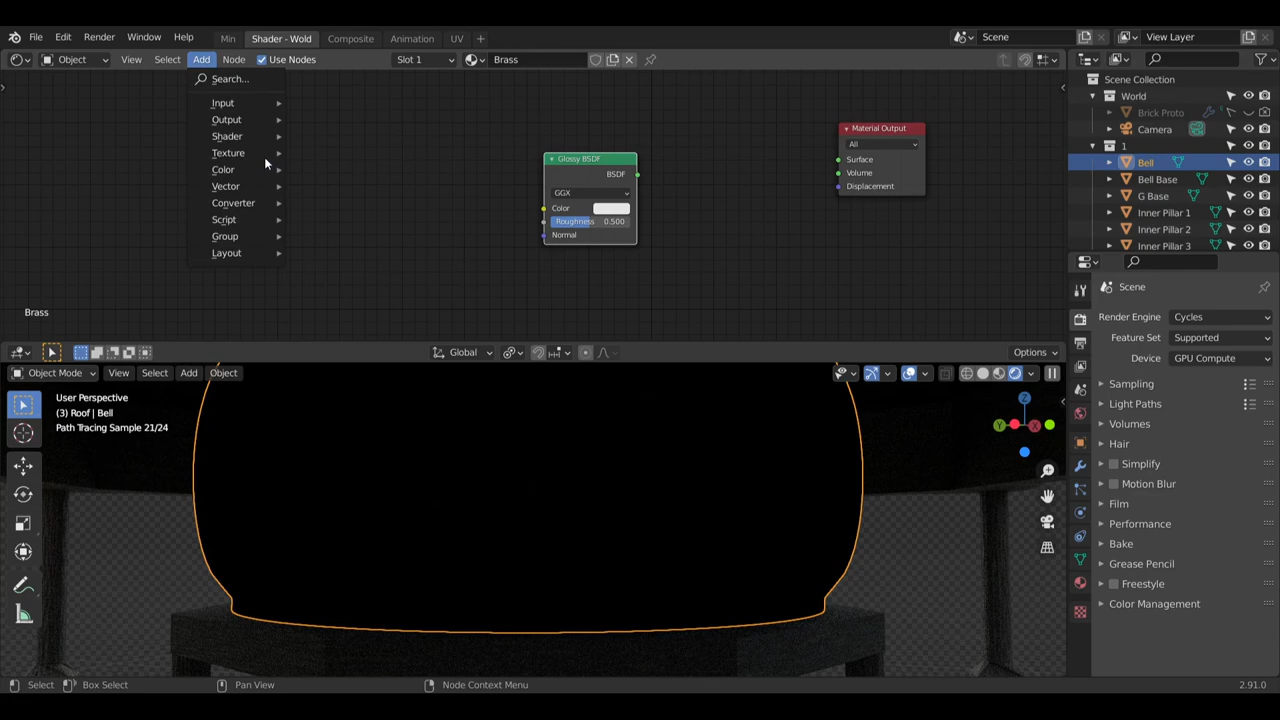 File Edit Render Window Help Min Shader - Wold Composite Animation UV Scene View Layer
Object View Select Add Node Use Nodes Slot 1 Brass
Search...
Input
Output
Shader
Texture
Color
Vector
Converter
Script
Group
Layout
Glossy BSDF
BSDF
GGX
Color
Roughness 0.500
Normal
Material Output
All
Surface
Volume
Displacement
Brass
Scene Collection
World
Brick Proto
Camera
1
Bell
Bell Base
G Base
Inner Pillar 1
Inner Pillar 2
Inner Pillar 3
Global Options
Object Mode View Select Add Object
User Perspective
(3) Roof | Bell
Path Tracing Sample 21/24
Z
Y
X
Scene
Render Engine Cycles
Feature Set Supported
Device GPU Compute
Sampling
Light Paths
Volumes
Hair
Simplify
Motion Blur
Film
Performance
Bake
Grease Pencil
Freestyle
Color Management
Select Box Select Pan View Node Context Menu 2.91.0